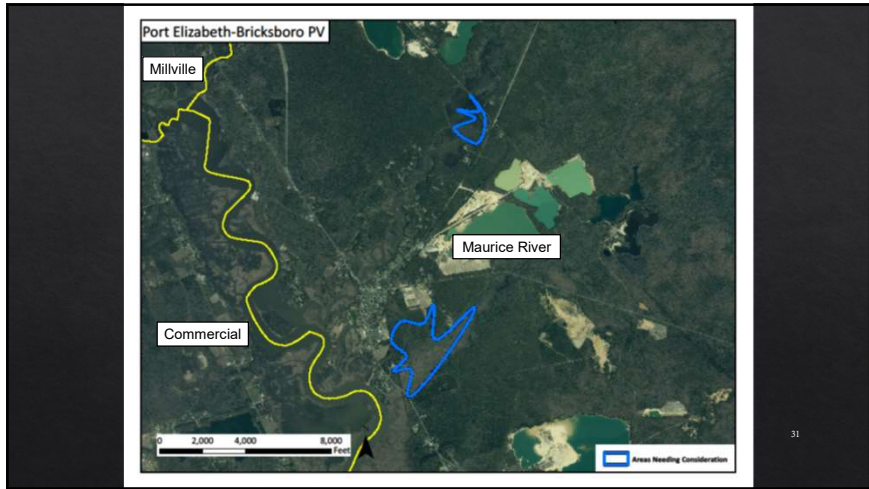 Port Elizabeth-Bricksboro PV
Millville
Maurice River
Commercial
0 2,000 4,000 8,000
Feet
Areas Needing Consideration
31